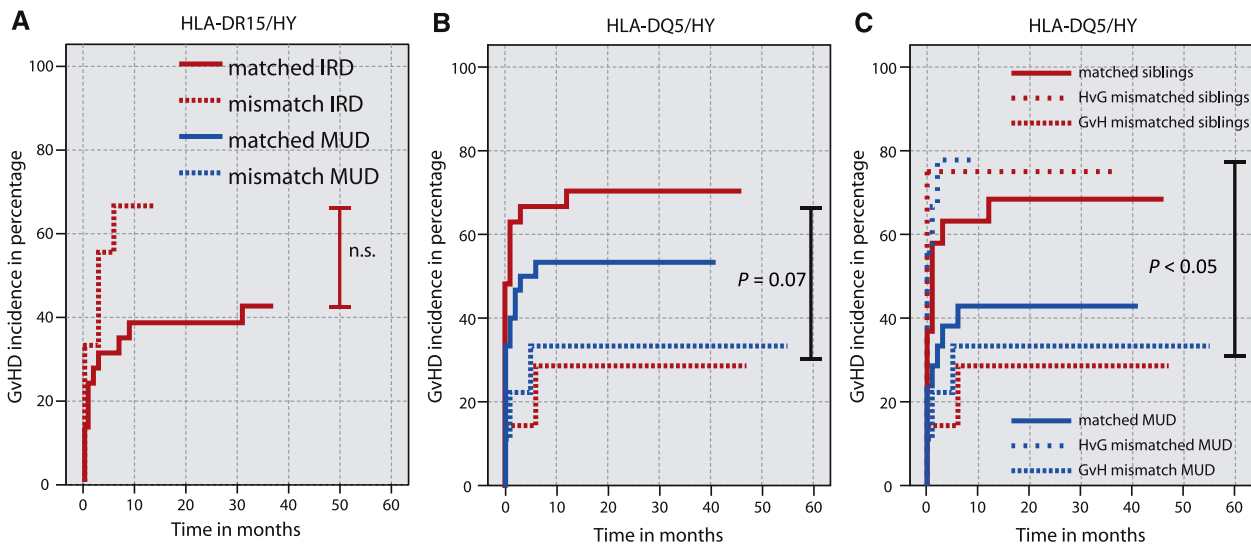 A
HLA-DR15/HY
100
80
60
40
20
0
GvHD incidence in percentage
matched IRD
mismatch IRD
matched MUD
mismatch MUD
n.s.
0 10 20 30 40 50 60
Time in months
B
HLA-DQ5/HY
100
80
60
40
20
0
GvHD incidence in percentage
P = 0.07
0 10 20 30 40 50 60
Time in months
C
HLA-DQ5/HY
100
80
60
40
20
0
GvHD incidence in percentage
matched siblings
HvG mismatched siblings
GvH mismatched siblings
P < 0.05
matched MUD
HvG mismatched MUD
GvH mismatch MUD
0 10 20 30 40 50 60
Time in months